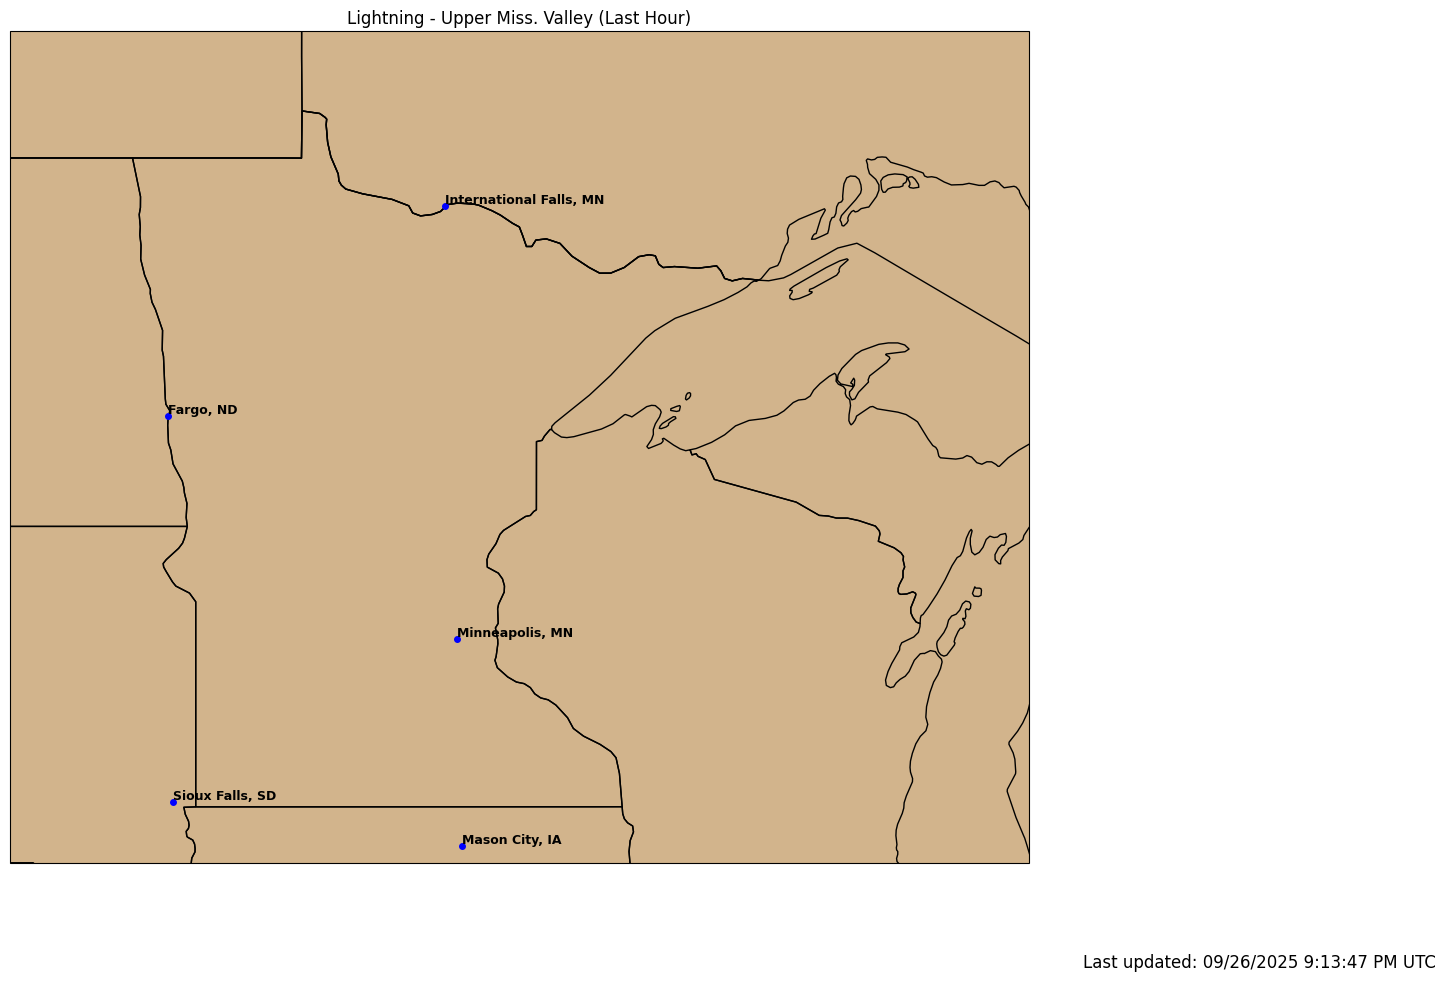 Lightning - Upper Miss. Valley (Last Hour)
International Falls, MN
Fargo, ND
Minneapolis, MN
Sioux Falls, SD
Mason City, IA
Last updated: 09/26/2025 9:13:47 PM UTC